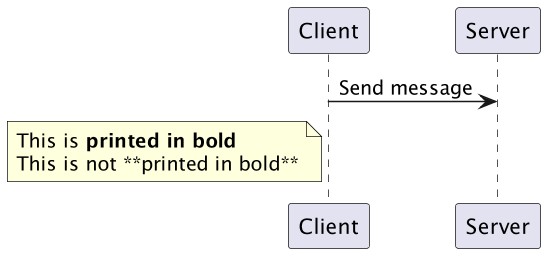 Client
Server
Send message
This is printed in bold
This is not **printed in bold**
Client
Server